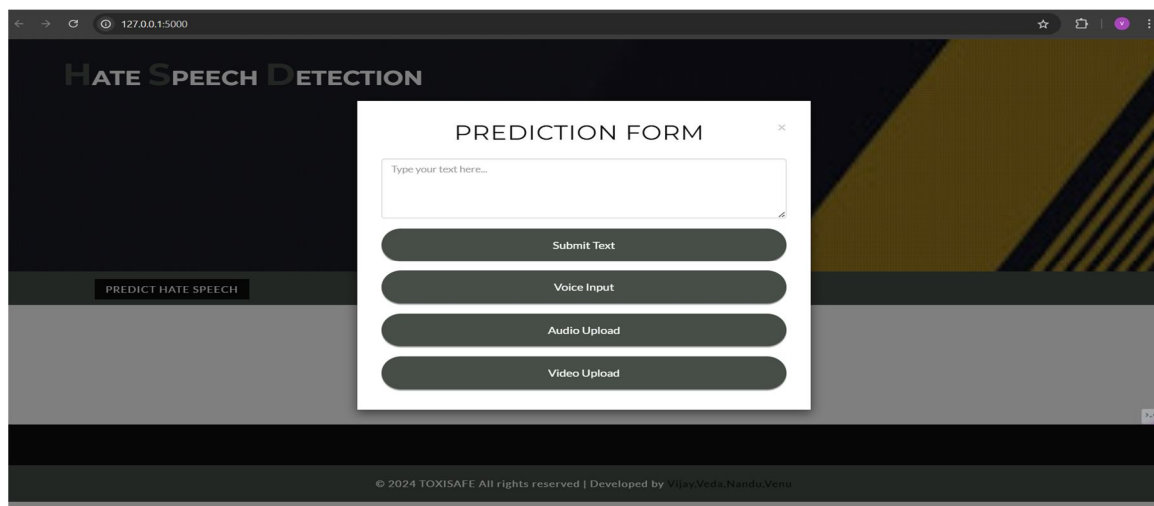 127.0.0.1:5000
V
HATE SPEECH DETECTION
PREDICTION FORM
×
Type your text here...
Submit Text
PREDICT HATE SPEECH
Voice Input
Audio Upload
Video Upload
© 2024 TOXISAFE All rights reserved | Developed by Vijay,Veda,Nandu,Venu